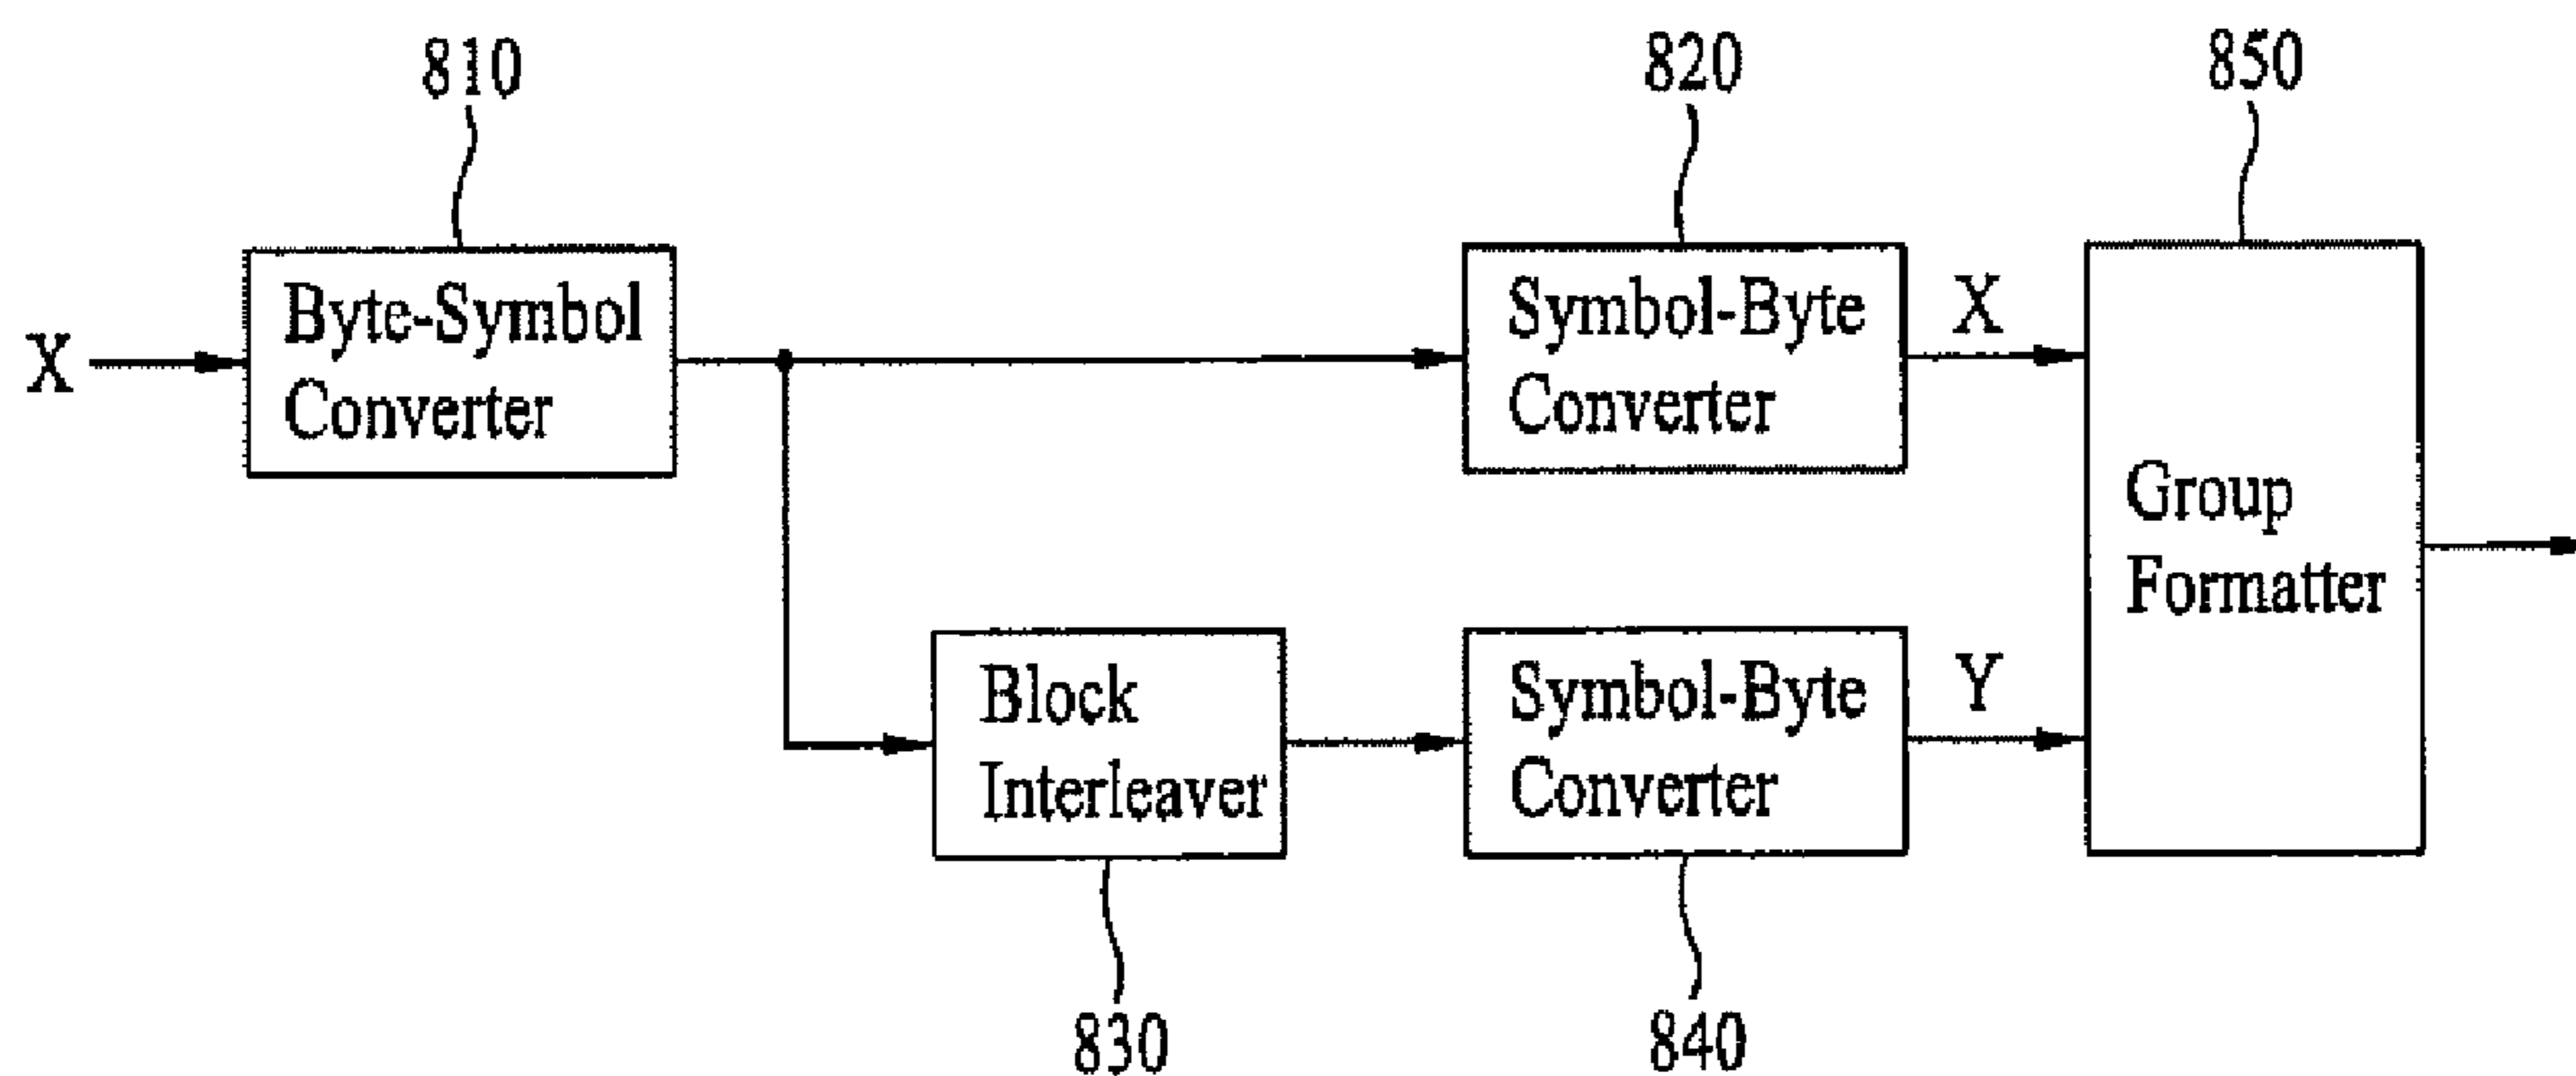 810
820
850
X
Byte-Symbol
Converter
Symbol-Byte
Converter
X
Group
Formatter
Block
Interleaver
Symbol-Byte
Converter
Y
830
840